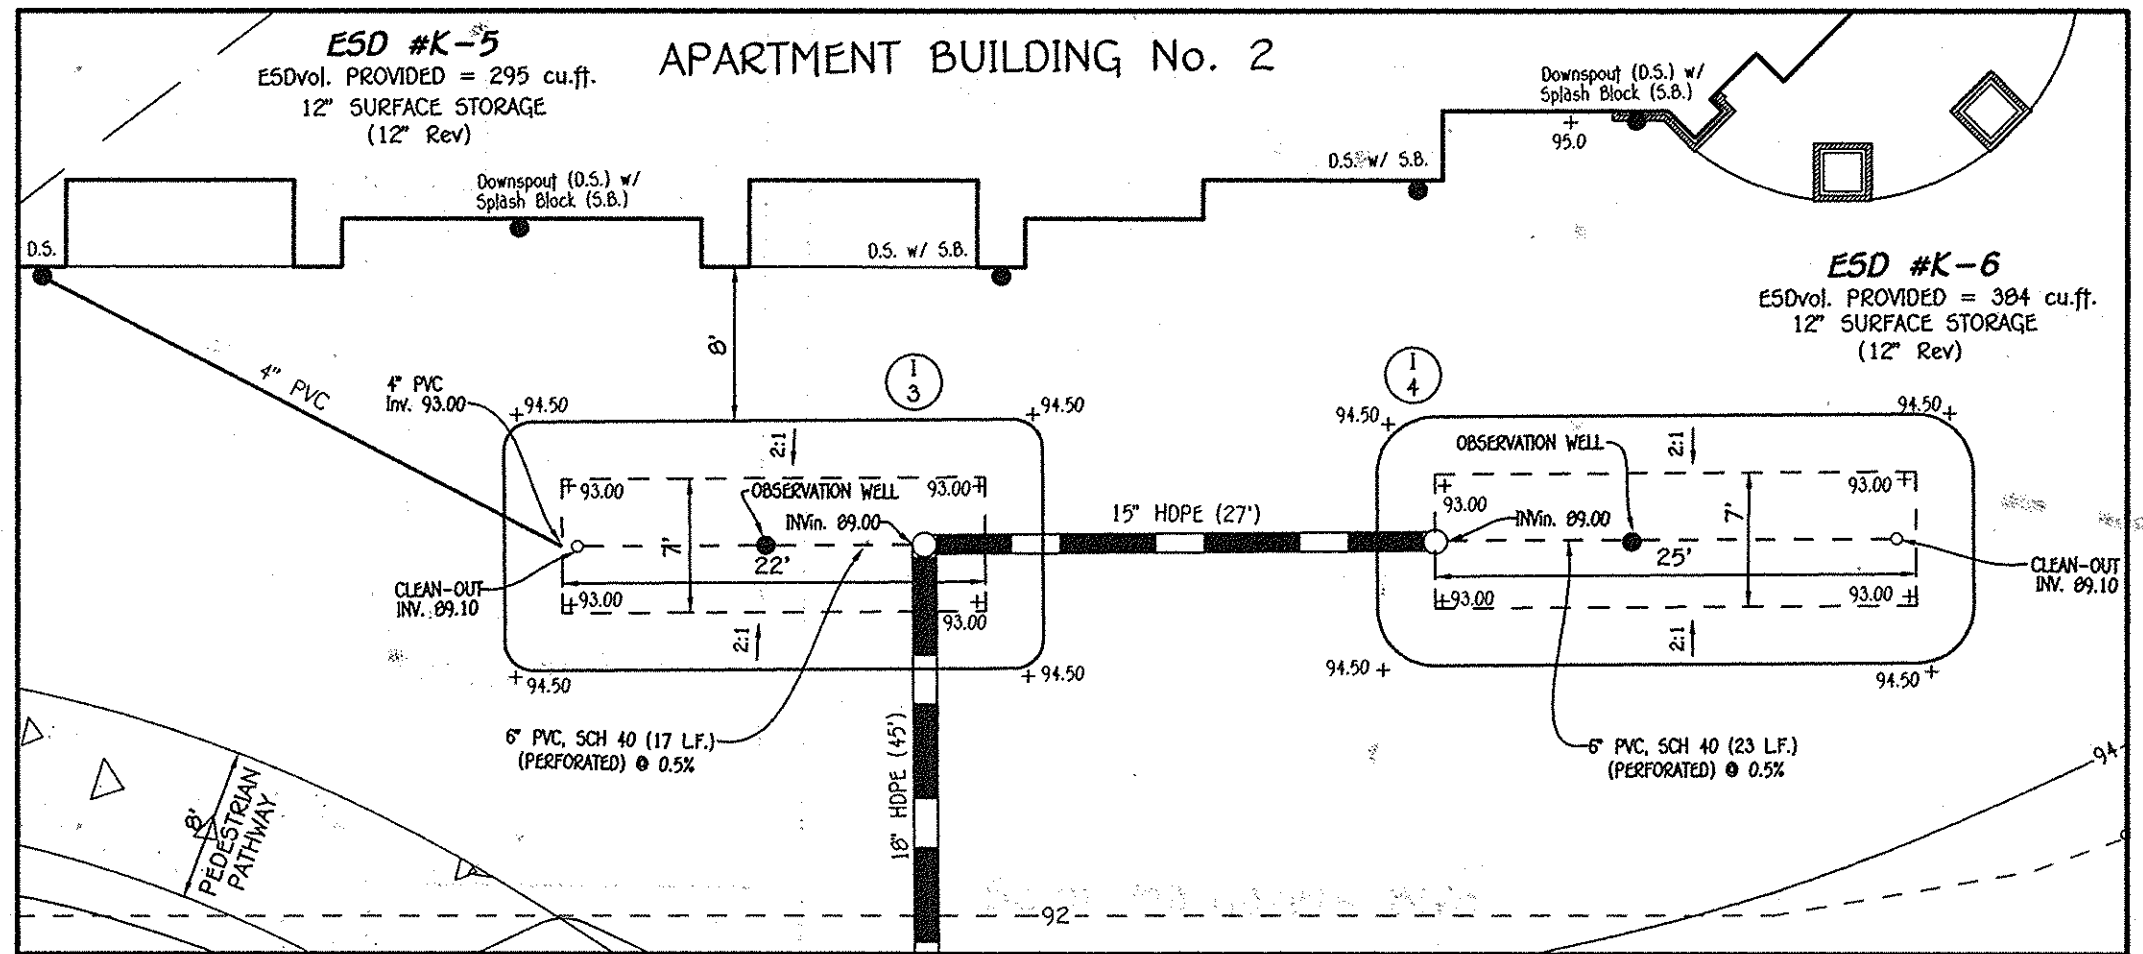 ESD #K-5
ESDvol. PROVIDED = 295 cu.ft.
12" SURFACE STORAGE
(12" Rev)
APARTMENT BUILDING No. 2
Downspout (D.S.) w/
Splash Block (S.B.)
95.0
D.S. w/ S.B.
Downspout (D.S.) w/
Splash Block (S.B.)
D.S.
D.S. w/ S.B.
ESD #K-6
ESDvol. PROVIDED = 384 cu.ft.
12" SURFACE STORAGE
(12" Rev)
8'
4" PVC
4" PVC
Inv. 93.00
I
3
I
4
94.50
94.50
94.50
94.50
2:1
OBSERVATION WELL
2:1
93.00
OBSERVATION WELL
93.00
93.00
93.00
INVin. 89.00
15" HDPE (27')
INVin. 89.00
7'
22'
7'
25'
CLEAN-OUT
INV. 89.10
93.00
93.00
93.00
93.00
CLEAN-OUT
INV. 89.10
2:1
2:1
94.50
94.50
94.50
94.50
6" PVC, SCH 40 (17 L.F.)
(PERFORATED) @ 0.5%
18" HDPE (45')
6" PVC, SCH 40 (23 L.F.)
(PERFORATED) @ 0.5%
94
8'
PEDESTRIAN
PATHWAY
92